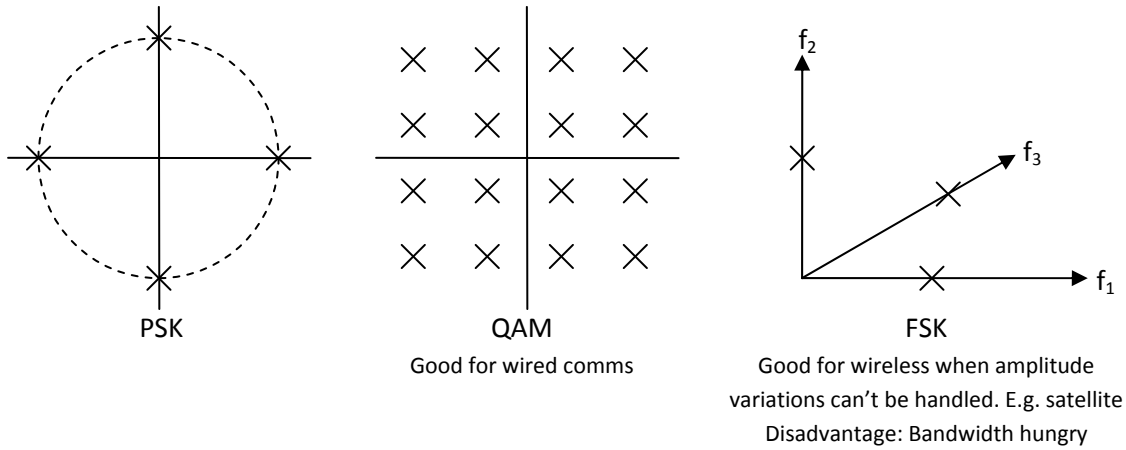 PSK
QAM
Good for wired comms
f₂
f₃
f₁
FSK
Good for wireless when amplitude
variations can’t be handled. E.g. satellite
Disadvantage: Bandwidth hungry